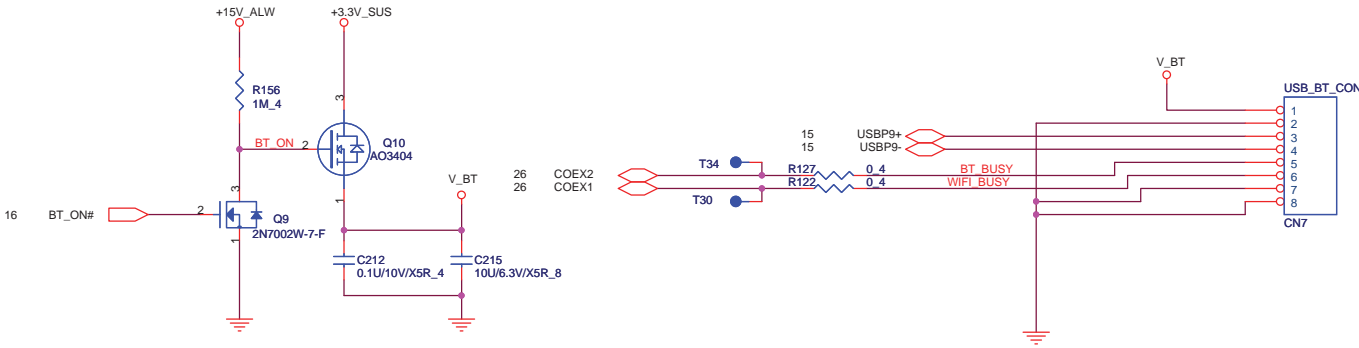 +15V_ALW
+3.3V_SUS
R156
1M_4
BT_ON
2
3
Q10
AO3404
1
16 BT_ON#
2
3
Q9
2N7002W-7-F
1
V_BT
C212
0.1U/10V/X5R_4
C215
10U/6.3V/X5R_8
26 COEX2
26 COEX1
T34
T30
R127 0_4 BT_BUSY
R122 0_4 WIFI_BUSY
15 USBP9+
15 USBP9-
V_BT
USB_BT_CON
1
2
3
4
5
6
7
8
CN7